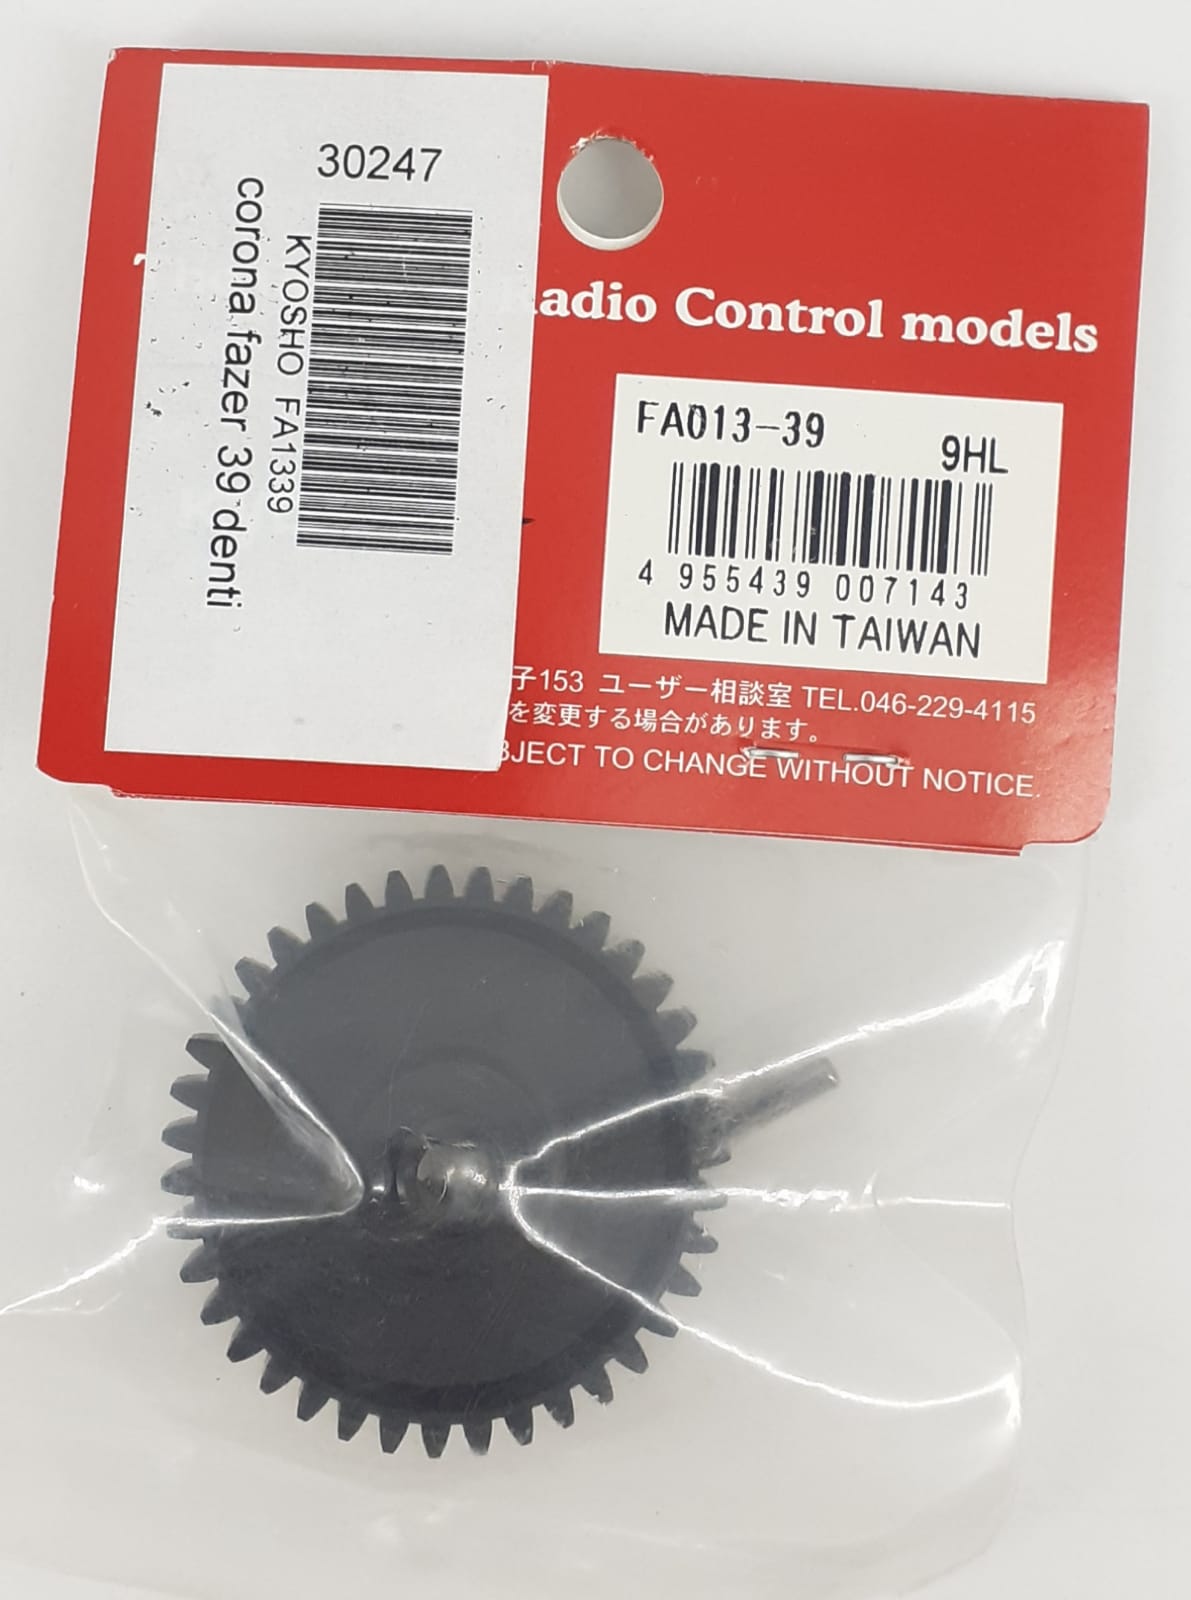 30247
KYOSHO FA1339
corona fazer 39 denti
Control models
FA013-39
9HL
4 955439 007143
MADE IN TAIWAN
子153 ユーザー相談室 TEL.046-229-4115
を変更する場合があります。
TO CHANGE WITHOUT NOTICE.